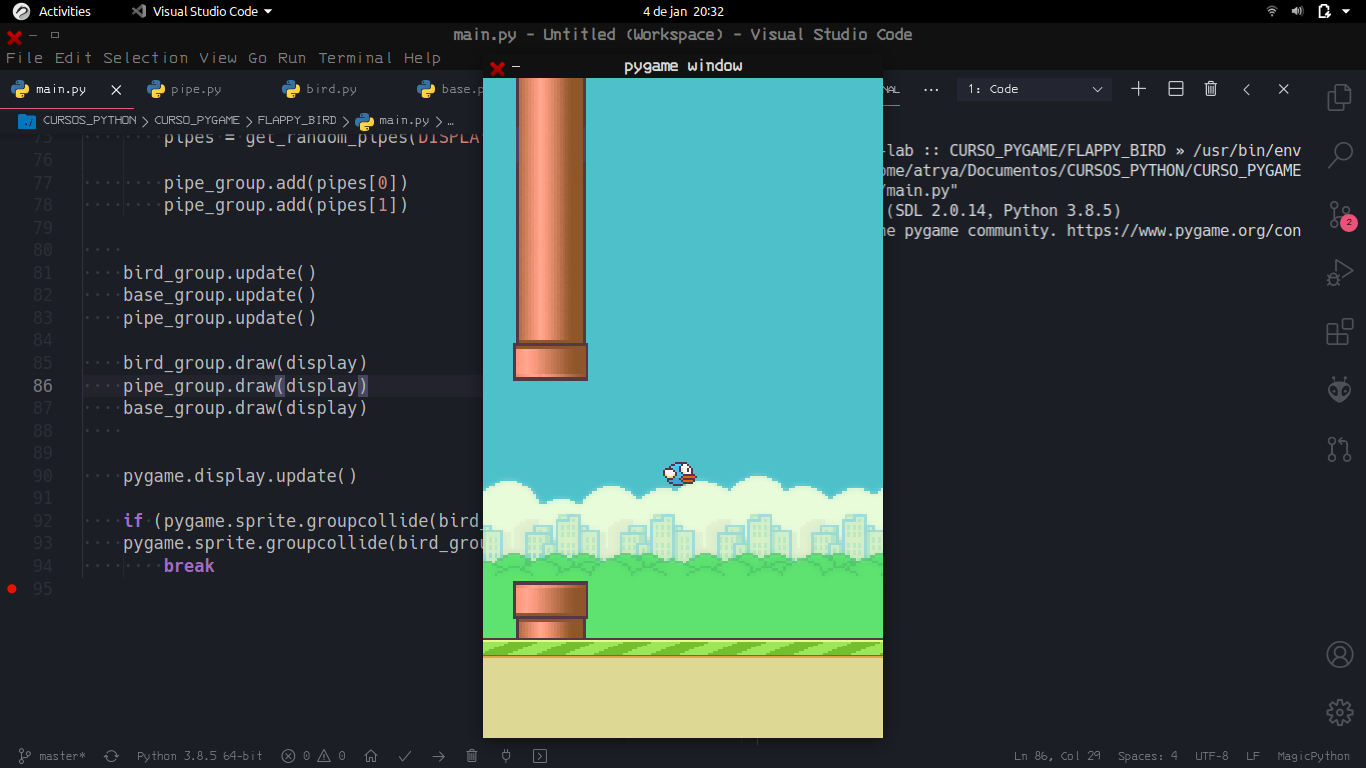 Activities
Visual Studio Code
4 de jan 20:32
main.py - Untitled (Workspace) - Visual Studio Code
File Edit Selection View Go Run Terminal Help
pygame window
main.py
pipe.py
bird.py
base.p
NAL
1: Code
CURSOS_PYTHON > CURSO_PYGAME > FLAPPY_BIRD > main.py > …
75 pipes = get_random_pipes(DISPLA
76
77 pipe_group.add(pipes[0])
78 pipe_group.add(pipes[1])
79
80
81 bird_group.update()
82 base_group.update()
83 pipe_group.update()
84
85 bird_group.draw(display)
86 pipe_group.draw(display)
87 base_group.draw(display)
88
89
90 pygame.display.update()
91
92 if (pygame.sprite.groupcollide(bird_
93 pygame.sprite.groupcollide(bird_grou
94 break
95
-lab :: CURSO_PYGAME/FLAPPY_BIRD » /usr/bin/env
ome/atrya/Documentos/CURSOS_PYTHON/CURSO_PYGAME
/main.py"
(SDL 2.0.14, Python 3.8.5)
he pygame community. https://www.pygame.org/con
2
master*
Python 3.8.5 64-bit
0
0
Ln 86, Col 29
Spaces: 4
UTF-8
LF
MagicPython